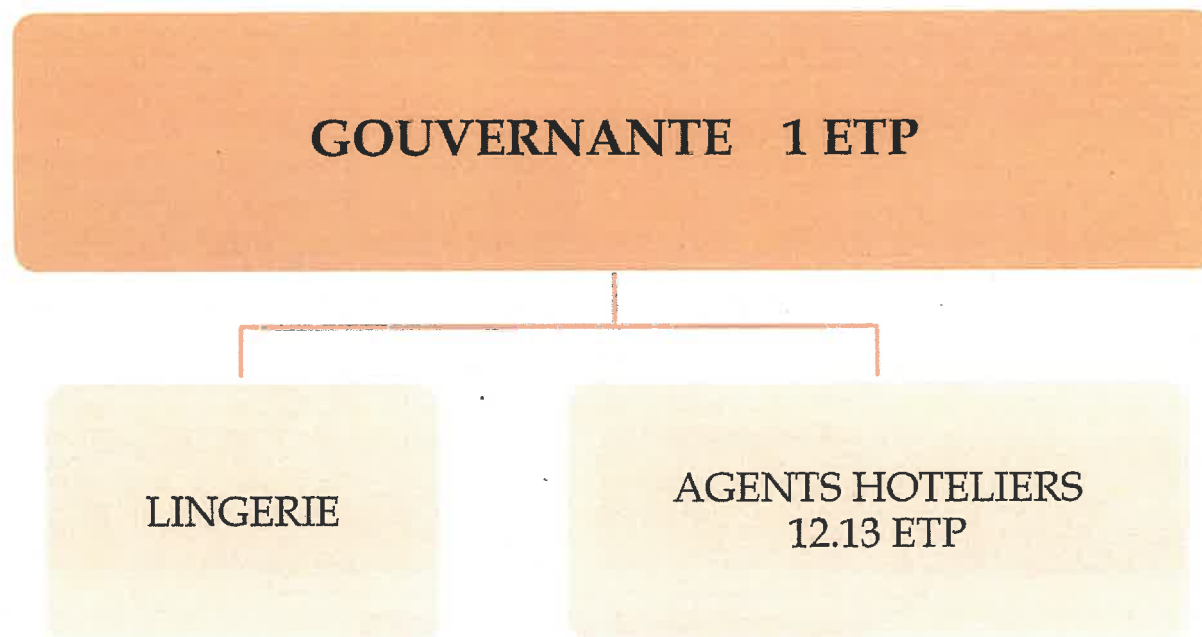 GOUVERNANTE 1 ETP
LINGERIE
AGENTS HOTELIERS
12.13 ETP